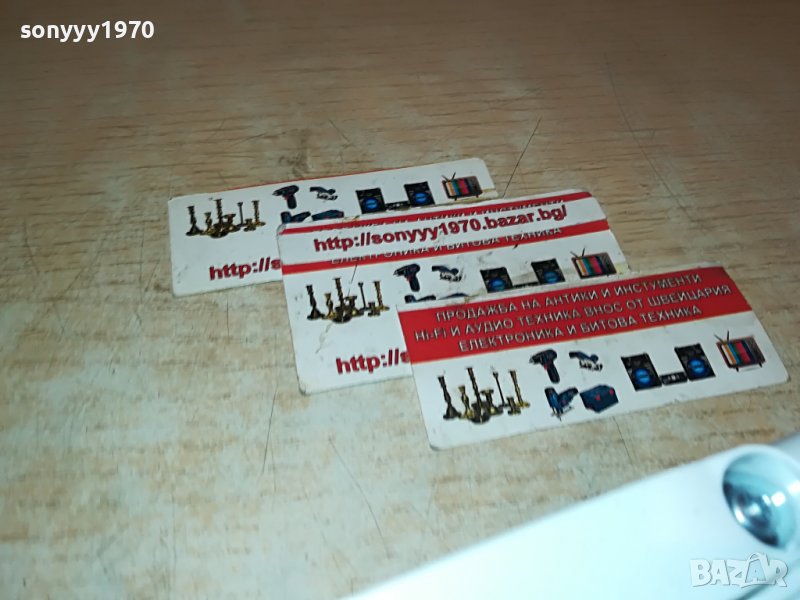 sonyyy1970
http://s
http://sonyyy1970.bazar.bg/
ЕЛЕКТРОНИКА И БИТОВА ТЕХНИКА
http://s
ПРОДАЖБА НА АНТИКИ И ИНСТУМЕНТИ
Hi-Fi И АУДИО ТЕХНИКА ВНОС ОТ ШВЕЙЦАРИЯ
ЕЛЕКТРОНИКА И БИТОВА ТЕХНИКА
BAZAR